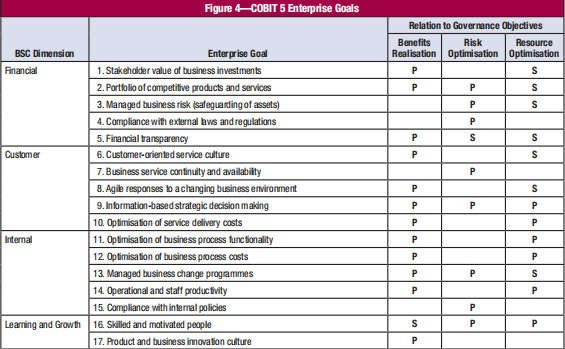 Figure 4—COBIT 5 Enterprise Goals
Relation to Governance Objectives
BSC Dimension Enterprise Goal Benefits Realisation Risk Optimisation Resource Optimisation
Financial 1. Stakeholder value of business investments P S
2. Portfolio of competitive products and services P P S
3. Managed business risk (safeguarding of assets) P S
4. Compliance with external laws and regulations P
5. Financial transparency P S S
Customer 6. Customer-oriented service culture P S
7. Business service continuity and availability P
8. Agile responses to a changing business environment P S
9. Information-based strategic decision making P P P
10. Optimisation of service delivery costs P P
Internal 11. Optimisation of business process functionality P P
12. Optimisation of business process costs P P
13. Managed business change programmes P P S
14. Operational and staff productivity P P
15. Compliance with internal policies P
Learning and Growth 16. Skilled and motivated people S P P
17. Product and business innovation culture P